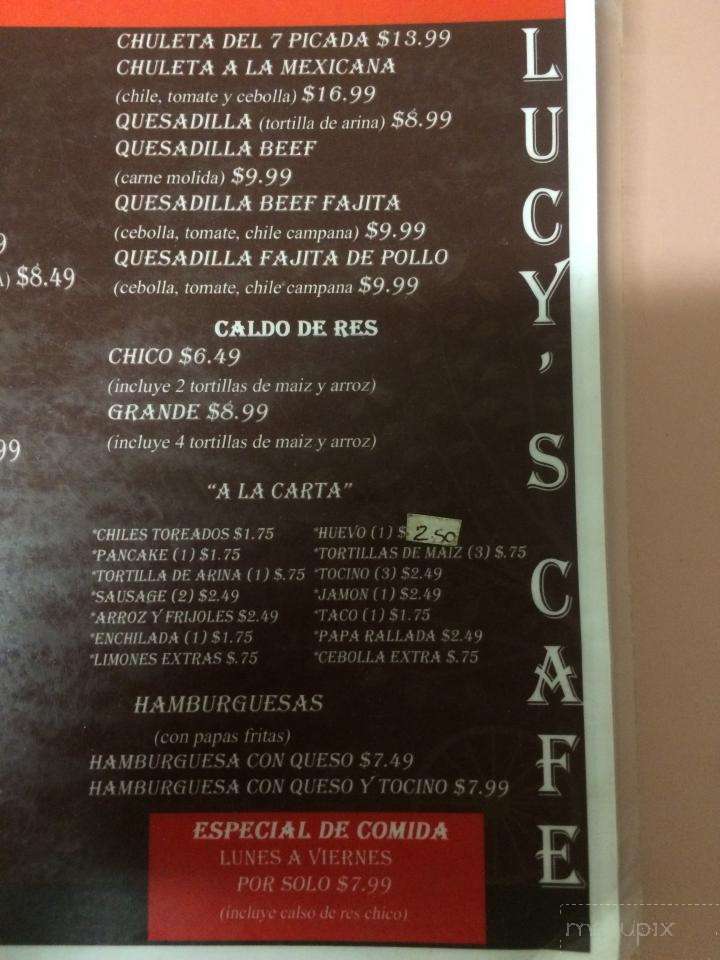 CHULETA DEL 7 PICADA $13.99
CHULETA A LA MEXICANA
(chile, tomate y cebolla) $16.99
QUESADILLA (tortilla de arina) $8.99
QUESADILLA BEEF
(carne molida) $9.99
QUESADILLA BEEF FAJITA
(cebolla, tomate, chile campana) $9.99
QUESADILLA FAJITA DE POLLO
(cebolla, tomate, chile campana $9.99
$8.49
CALDO DE RES
CHICO $6.49
(incluye 2 tortillas de maiz y arroz)
GRANDE $8.99
(incluye 4 tortillas de maiz y arroz)
"A LA CARTA"
*CHILES TOREADOS $1.75
*PANCAKE (1) $1.75
*TORTILLA DE ARINA (1) $.75
*SAUSAGE (2) $2.49
*ARROZ Y FRIJOLES $2.49
*ENCHILADA (1) $1.75
*LIMONES EXTRAS $.75
*HUEVO (1) $ 2.50
*TORTILLAS DE MAIZ (3) $.75
*TOCINO (3) $2.49
*JAMON (1) $2.49
*TACO (1) $1.75
*PAPA RALLADA $2.49
*CEBOLLA EXTRA $.75
HAMBURGUESAS
(con papas fritas)
HAMBURGUESA CON QUESO $7.49
HAMBURGUESA CON QUESO Y TOCINO $7.99
ESPECIAL DE COMIDA
LUNES A VIERNES
POR SOLO $7.99
(incluye calso de res chico)
LUCY'S CAFE
menupix